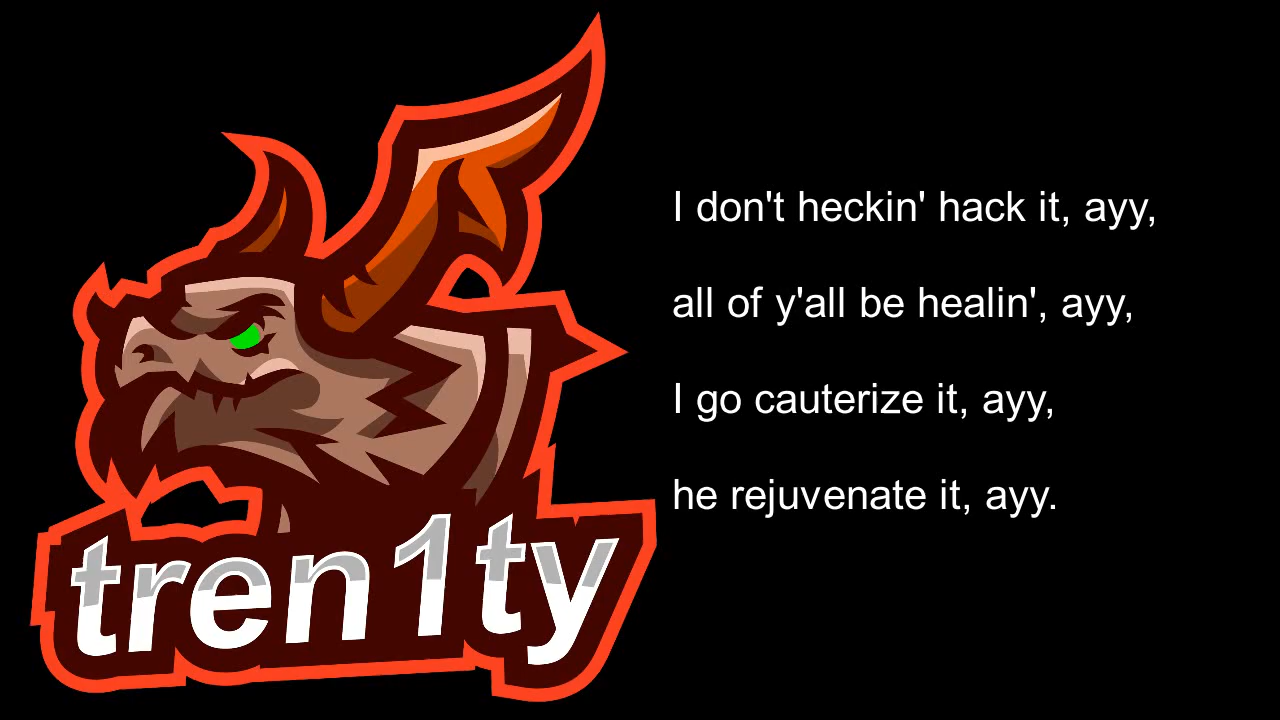 I don't heckin' hack it, ayy,
all of y'all be healin', ayy,
I go cauterize it, ayy,
he rejuvenate it, ayy.
tren1ty